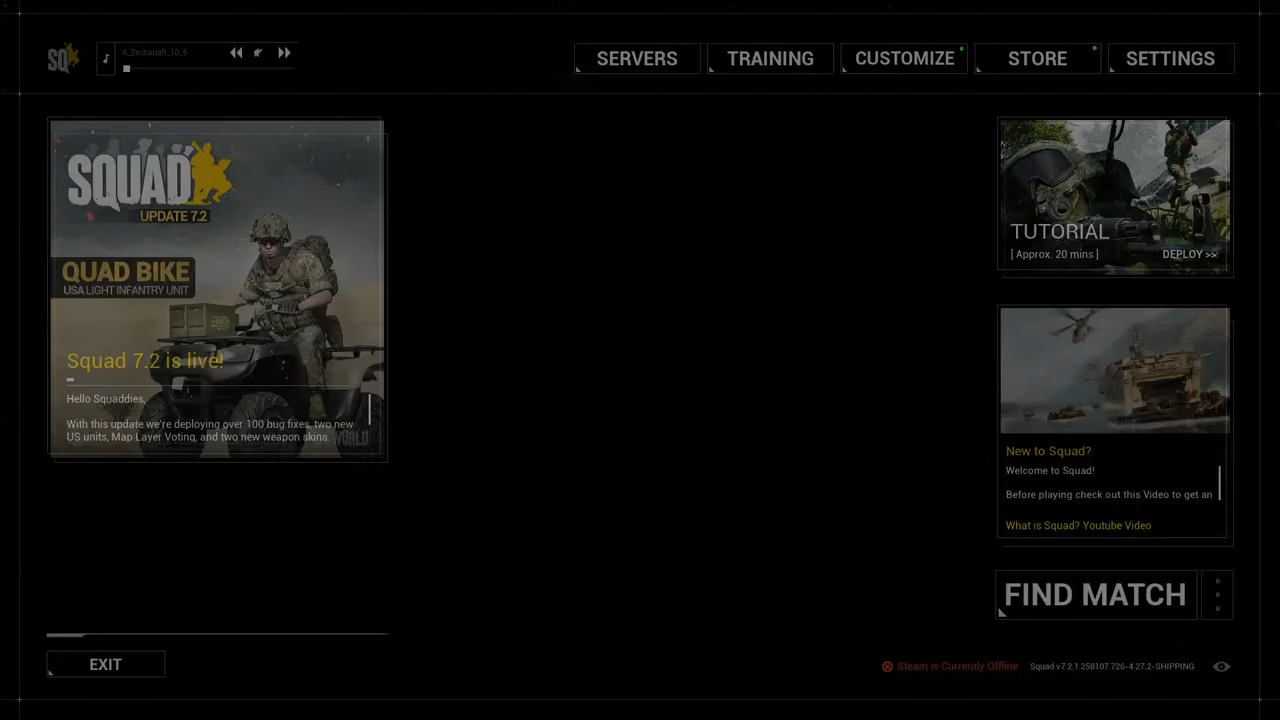 SQ
A_Zechariah_10_5
SERVERS
TRAINING
CUSTOMIZE
STORE
SETTINGS
SQUAD
UPDATE 7.2
QUAD BIKE
USA LIGHT INFANTRY UNIT
Squad 7.2 is live!
Hello Squaddies,
With this update we're deploying over 100 bug fixes, two new
US units, Map Layer Voting, and two new weapon skins.
TUTORIAL
[ Approx. 20 mins ]
DEPLOY >>
New to Squad?
Welcome to Squad!
Before playing check out this Video to get an
What is Squad? Youtube Video
FIND MATCH
EXIT
Steam is Currently Offline
Squad v7.2.1.258107.726-4.27.2-SHIPPING